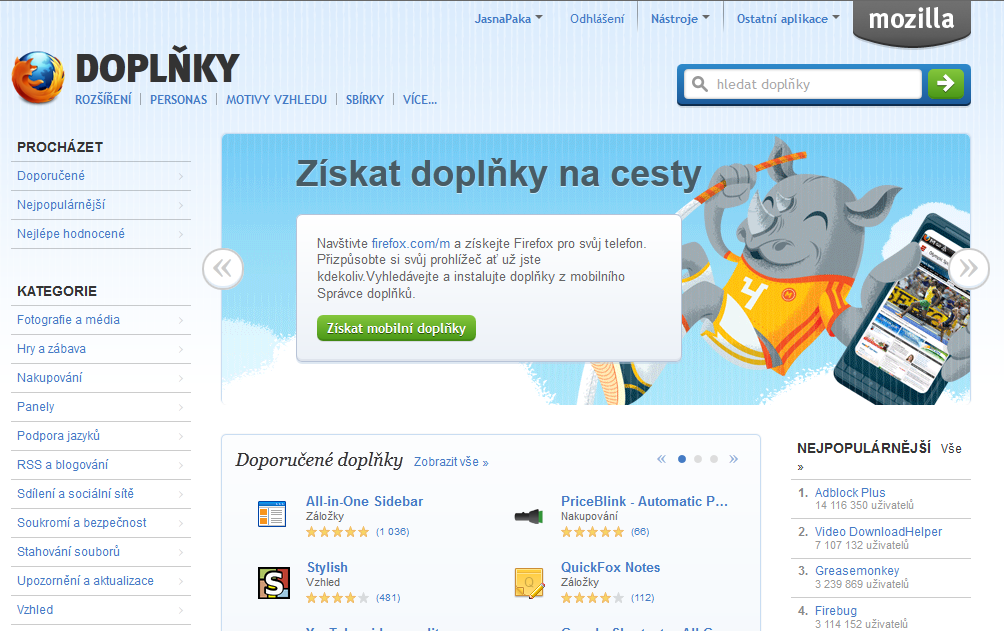 JasnaPaka
Odhlášení
Nástroje
Ostatní aplikace
mozilla
DOPLŇKY
ROZŠÍŘENÍ
PERSONAS
MOTIVY VZHLEDU
SBÍRKY
VÍCE...
hledat doplňky
PROCHÁZET
Doporučené
Nejpopulárnější
Nejlépe hodnocené
KATEGORIE
Fotografie a média
Hry a zábava
Nakupování
Panely
Podpora jazyků
RSS a blogování
Sdílení a sociální sítě
Soukromí a bezpečnost
Stahování souborů
Upozornění a aktualizace
Vzhled
Získat doplňky na cesty
Navštivte firefox.com/m a získejte Firefox pro svůj telefon.
Přizpůsobte si svůj prohlížeč ať už jste
kdekoliv.Vyhledávejte a instalujte doplňky z mobilního
Správce doplňků.
Získat mobilní doplňky
4
Doporučené doplňky Zobrazit vše »
All-in-One Sidebar
Záložky
(1 036)
PriceBlink - Automatic P...
Nakupování
(66)
S
Stylish
Vzhled
(481)
QuickFox Notes
Záložky
(112)
NEJPOPULÁRNĚJŠÍ Vše
»
1. Adblock Plus
14 116 350 uživatelů
2. Video DownloadHelper
7 107 132 uživatelů
3. Greasemonkey
3 239 869 uživatelů
4. Firebug
3 114 152 uživatelů